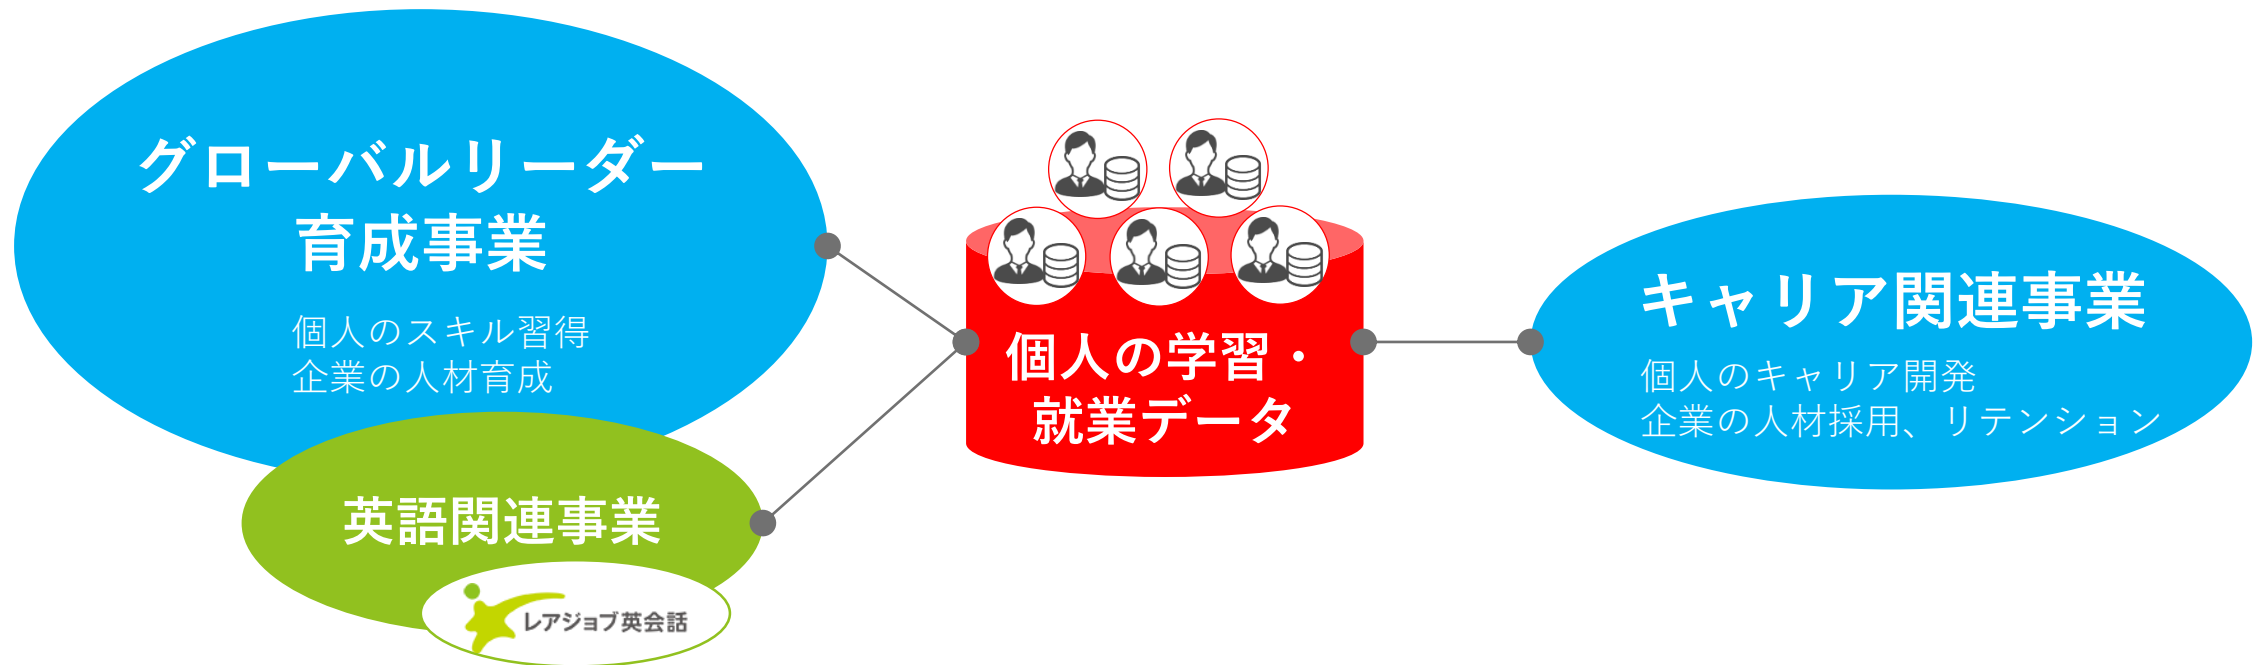 グローバルリーダー
育成事業
個人のスキル習得
企業の人材育成
英語関連事業
レアジョブ英会話
個人の学習・
就業データ
キャリア関連事業
個人のキャリア開発
企業の人材採用、リテンション